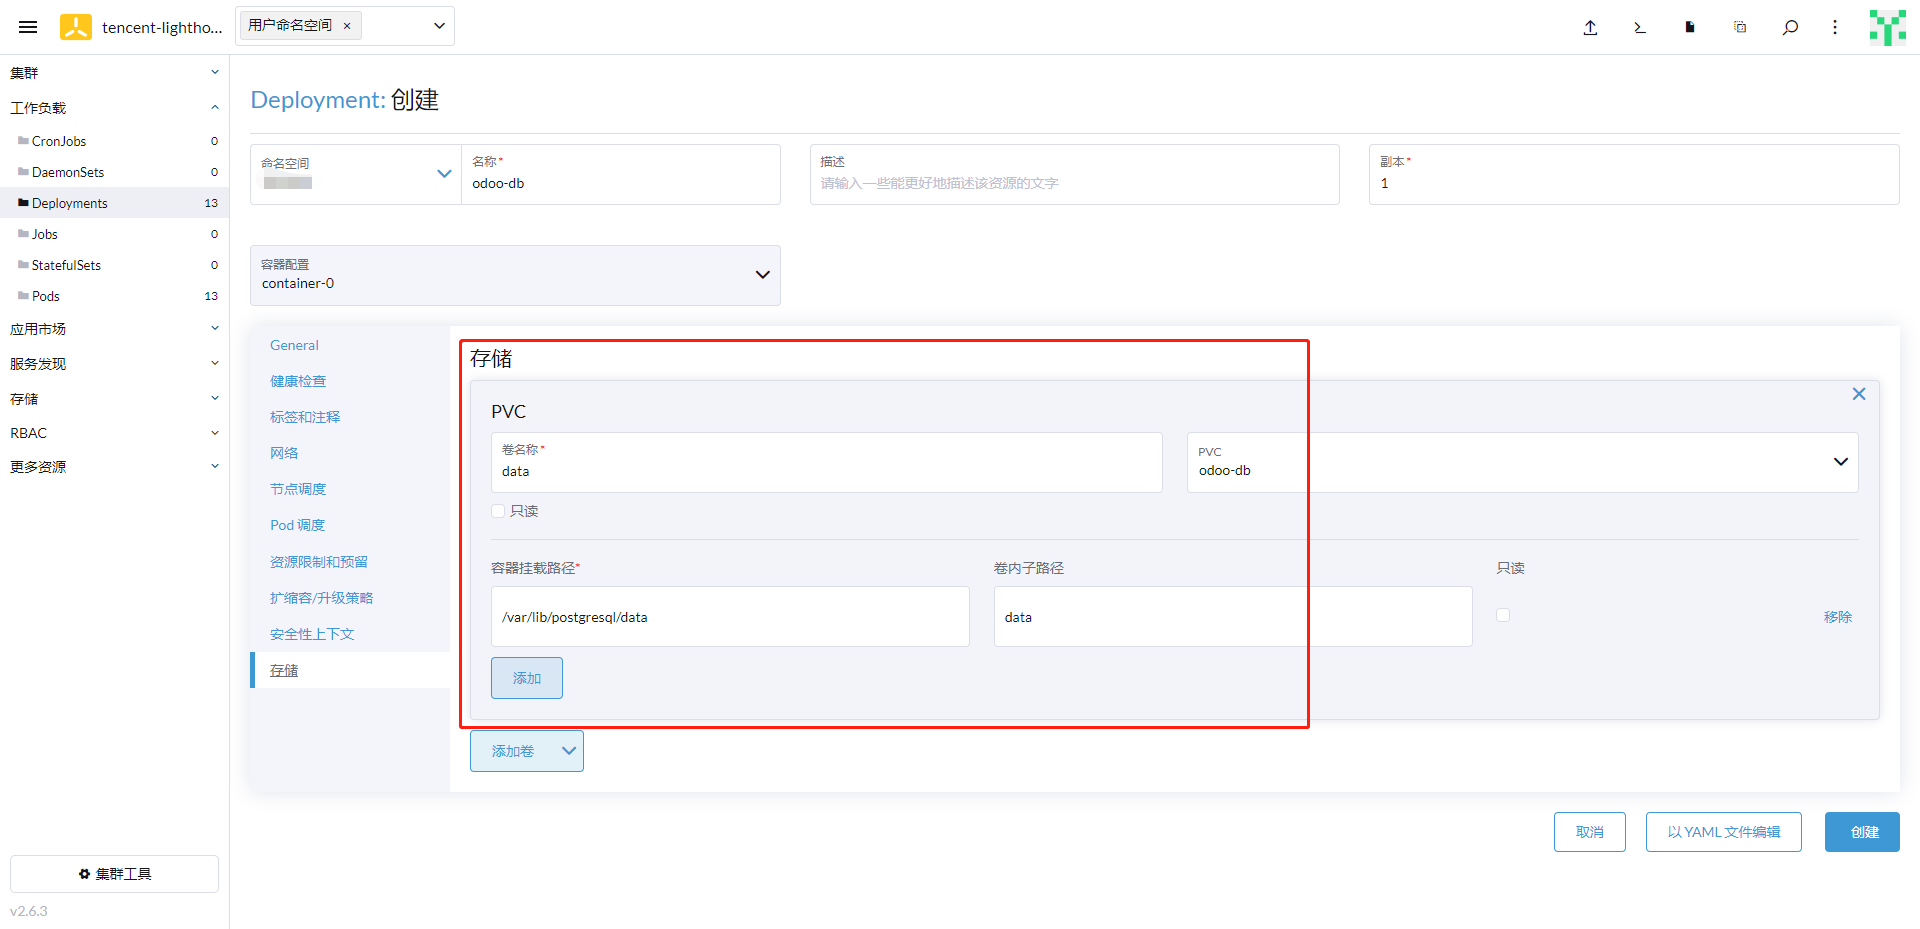 tencent-lightho...
用户命名空间 ×
集群
工作负载
CronJobs 0
DaemonSets 0
Deployments 13
Jobs 0
StatefulSets 0
Pods 13
应用市场
服务发现
存储
RBAC
更多资源
集群工具
v2.6.3
Deployment: 创建
命名空间
名称*
odoo-db
描述
请输入一些能更好地描述该资源的文字
副本*
1
容器配置
container-0
General
健康检查
标签和注释
网络
节点调度
Pod 调度
资源限制和预留
扩缩容/升级策略
安全性上下文
存储
存储
PVC
卷名称*
data
PVC
odoo-db
只读
容器挂载路径*
卷内子路径
只读
/var/lib/postgresql/data
data
移除
添加
添加卷
取消
以 YAML 文件编辑
创建